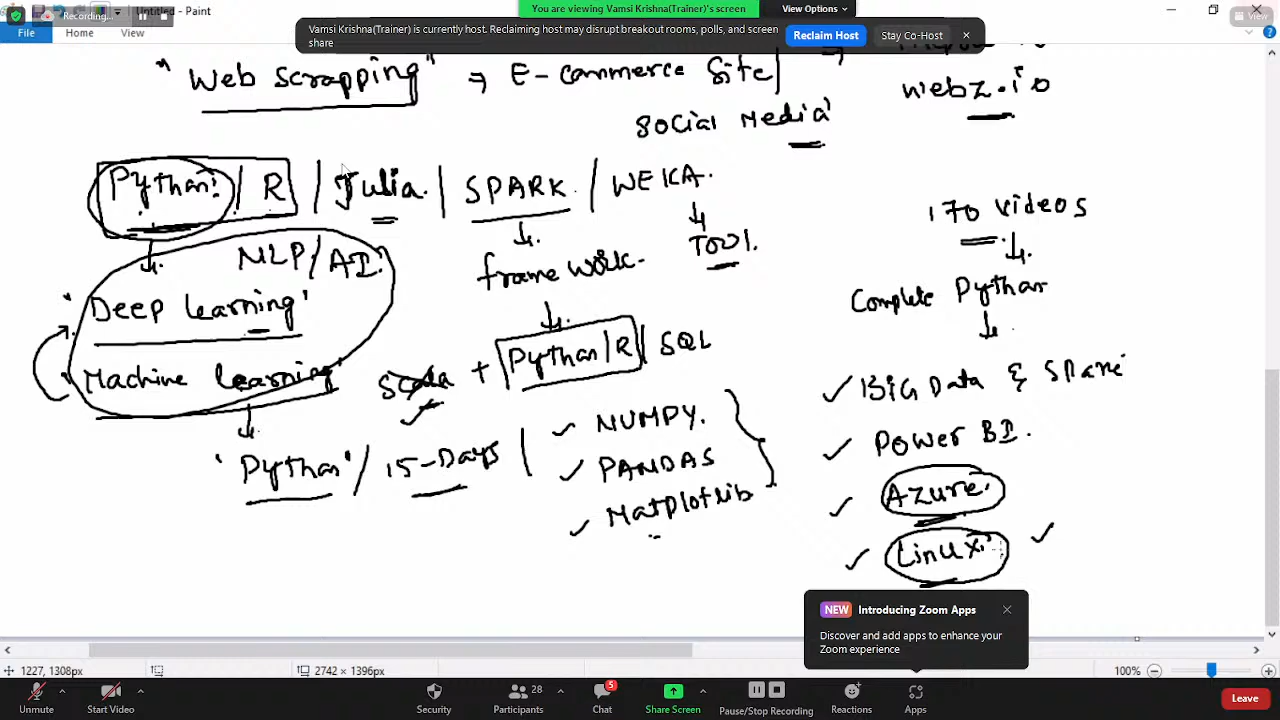 Recording...
Untitled - Paint
You are viewing Vamsi Krishna(Trainer)'s screen
View Options
View
File
Home
View
Vamsi Krishna(Trainer) is currently host. Reclaiming host may disrupt breakout rooms, polls, and screen share
Reclaim Host
Stay Co-Host
"Web scrapping" → E-commerce Site
webz.io
social Media
Python / R | Julia. | SPARK. | WEKA.
TOOl.
170 videos
NLP / AI
frame work.
Complete Python
"Deep learning"
Python / R | SQL
Machine learning
Scala +
BIG Data & Spark
'Python' / 15-Days
NUMPY.
PANDAS
Matplotlib
Power BI.
Azure.
Linux
NEW Introducing Zoom Apps
Discover and add apps to enhance your Zoom experience
1227, 1308px
2742 × 1396px
100%
Unmute
Start Video
Security
28
Participants
5
Chat
Share Screen
Pause/Stop Recording
Reactions
Apps
Leave